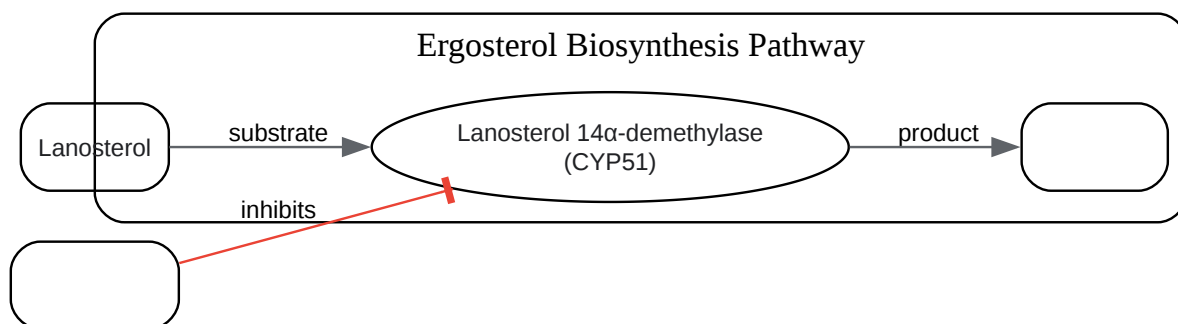 Ergosterol Biosynthesis Pathway
Lanosterol
substrate
Lanosterol 14α-demethylase
(CYP51)
product
inhibits